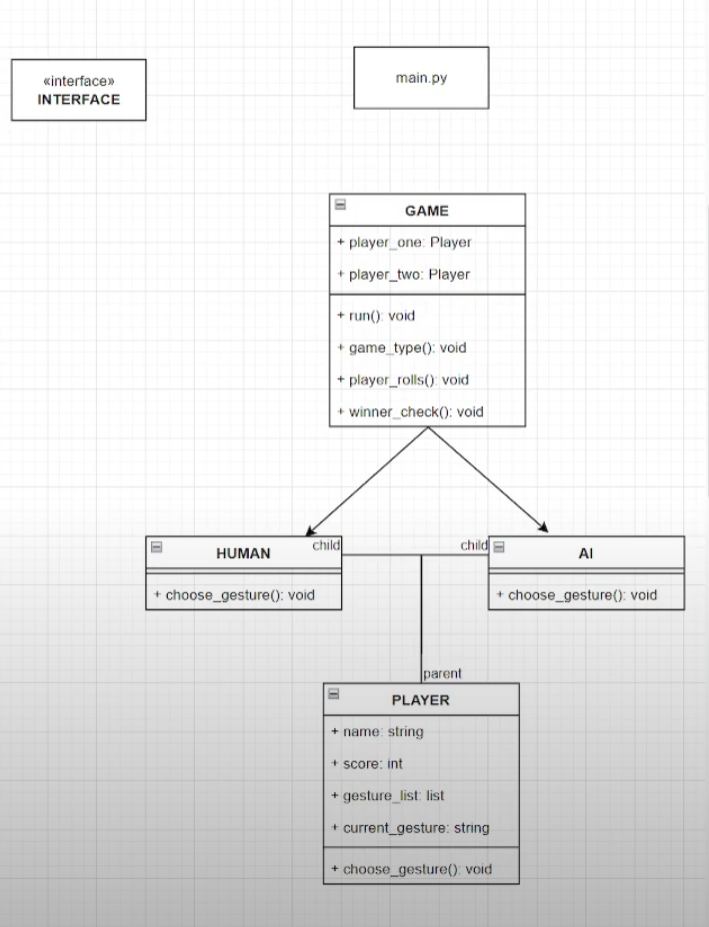 «interface»
INTERFACE
main.py
GAME
+ player_one: Player
+ player_two: Player
+ run(): void
+ game_type(): void
+ player_rolls(): void
+ winner_check(): void
HUMAN
child
+ choose_gesture(): void
child
AI
+ choose_gesture(): void
parent
PLAYER
+ name: string
+ score: int
+ gesture_list: list
+ current_gesture: string
+ choose_gesture(): void